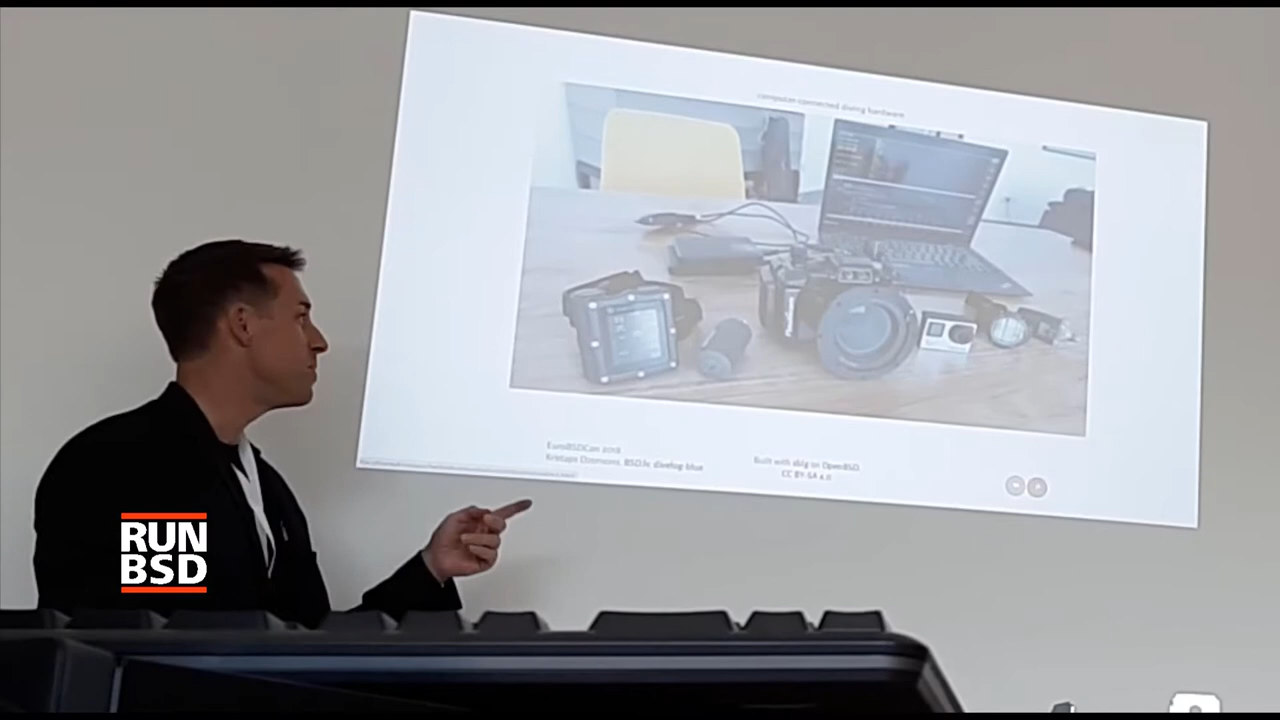 computer-connected diving hardware
EuroBSDCon 2018
Kristaps Dzonsons, BSD.lv divelog-blue
Built with sblg on OpenBSD.
CC BY-SA 4.0
RUN
BSD